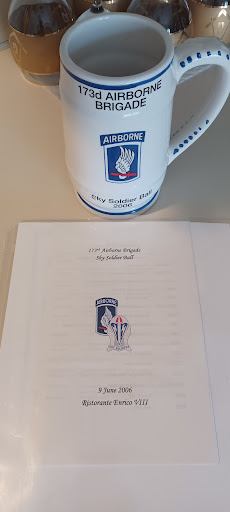 173d AIRBORNE
BRIGADE
AIRBORNE
Sky Soldier Ball
2006
173rd Airborne Brigade
Sky Soldier Ball
AIRBORNE
9 June 2006
Ristorante Enrico VIII